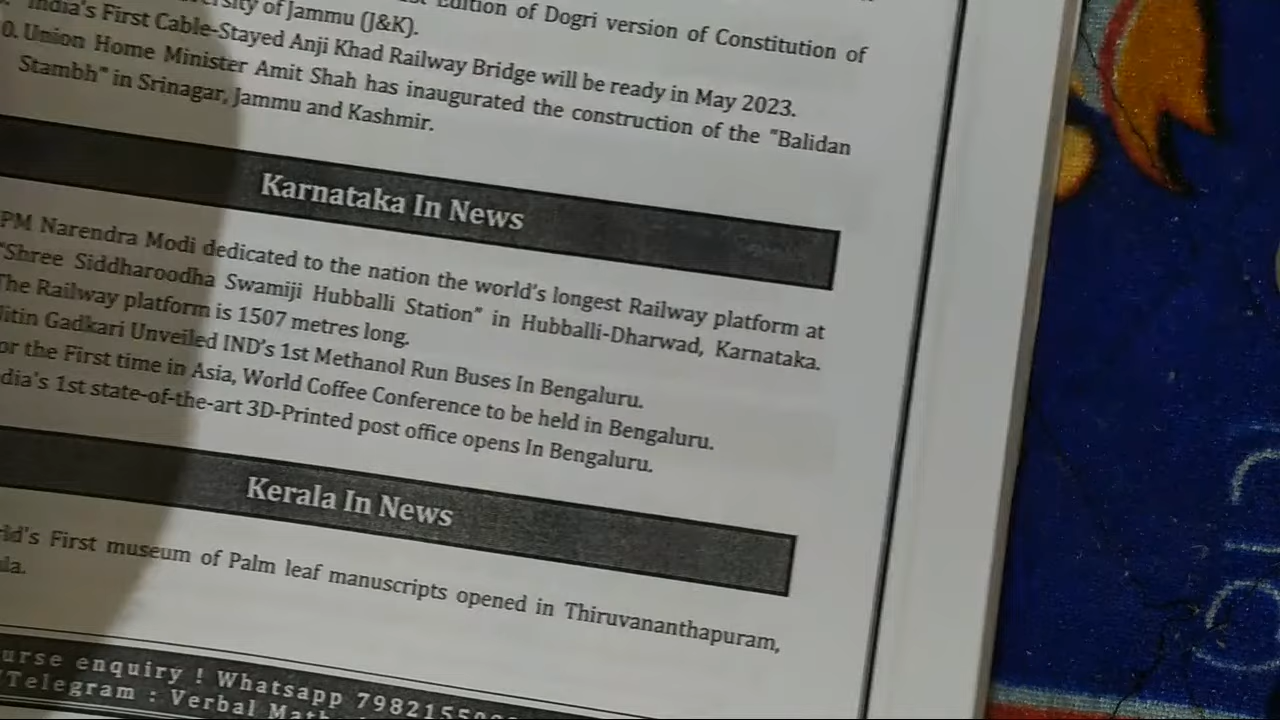 India's First Cable-Stayed Anji Khad Railway Bridge will be ready in May 2023.
of Jammu (J&K).
Edition of Dogri version of Constitution of
0. Union Home Minister Amit Shah has inaugurated the construction of the "Balidan
Stambh" in Srinagar, Jammu and Kashmir.
Karnataka In News
PM Narendra Modi dedicated to the nation the world's longest Railway platform at
"Shree Siddharoodha Swamiji Hubballi Station" in Hubballi-Dharwad, Karnataka.
The Railway platform is 1507 metres long.
Nitin Gadkari Unveiled IND's 1st Methanol Run Buses In Bengaluru.
or the First time in Asia, World Coffee Conference to be held in Bengaluru.
dia's 1st state-of-the-art 3D-Printed post office opens In Bengaluru.
Kerala In News
rld's First museum of Palm leaf manuscripts opened in Thiruvananthapuram,
la.
urse enquiry ! Whatsapp 79821550
Telegram : Verbal Math